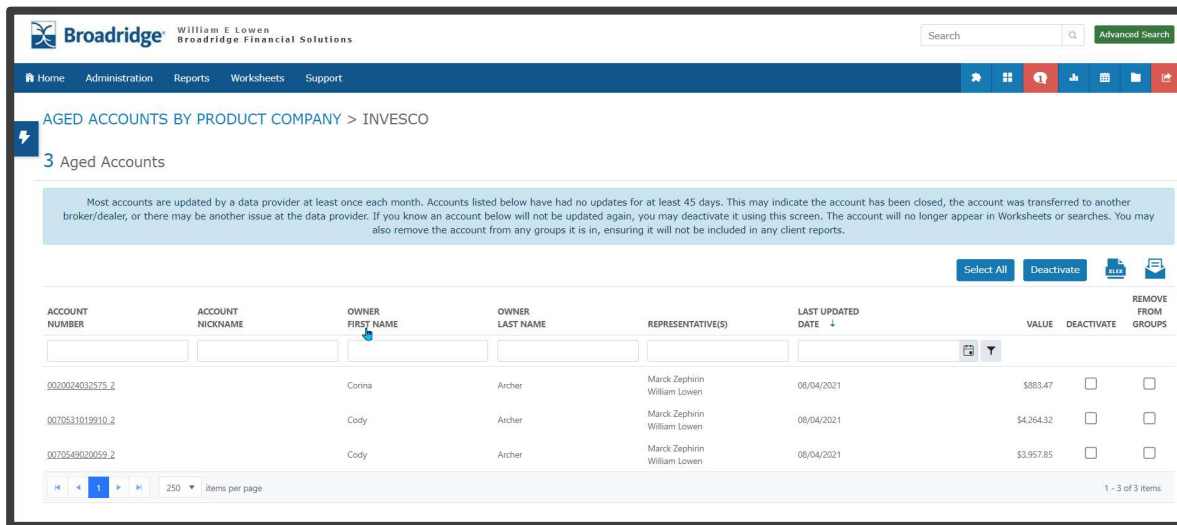 Broadridge®
William E Lowen
Broadridge Financial Solutions
Search
Advanced Search
Home Administration Reports Worksheets Support
1
AGED ACCOUNTS BY PRODUCT COMPANY > INVESCO
3 Aged Accounts
Most accounts are updated by a data provider at least once each month. Accounts listed below have had no updates for at least 45 days. This may indicate the account has been closed, the account was transferred to another
broker/dealer, or there may be another issue at the data provider. If you know an account below will not be updated again, you may deactivate it using this screen. The account will no longer appear in Worksheets or searches. You may
also remove the account from any groups it is in, ensuring it will not be included in any client reports.
Select All Deactivate XLSX
ACCOUNT NUMBER ACCOUNT NICKNAME OWNER FIRST NAME OWNER LAST NAME REPRESENTATIVE(S) LAST UPDATED DATE VALUE DEACTIVATE REMOVE FROM GROUPS
0020024032575 2 Corina Archer Marck Zephirin William Lowen 08/04/2021 $883.47
0070531019910 2 Cody Archer Marck Zephirin William Lowen 08/04/2021 $4,264.32
0070549020059 2 Cody Archer Marck Zephirin William Lowen 08/04/2021 $3,957.85
1 250 items per page 1 - 3 of 3 items